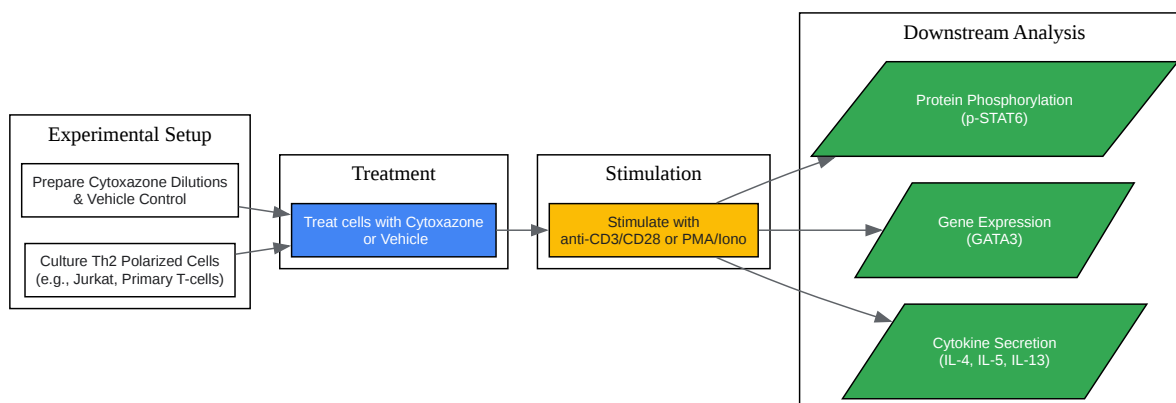 Experimental Setup
Prepare Cytoxazone Dilutions
& Vehicle Control
Culture Th2 Polarized Cells
(e.g., Jurkat, Primary T-cells)
Treatment
Treat cells with Cytoxazone
or Vehicle
Stimulation
Stimulate with
anti-CD3/CD28 or PMA/Iono
Downstream Analysis
Protein Phosphorylation
(p-STAT6)
Gene Expression
(GATA3)
Cytokine Secretion
(IL-4, IL-5, IL-13)